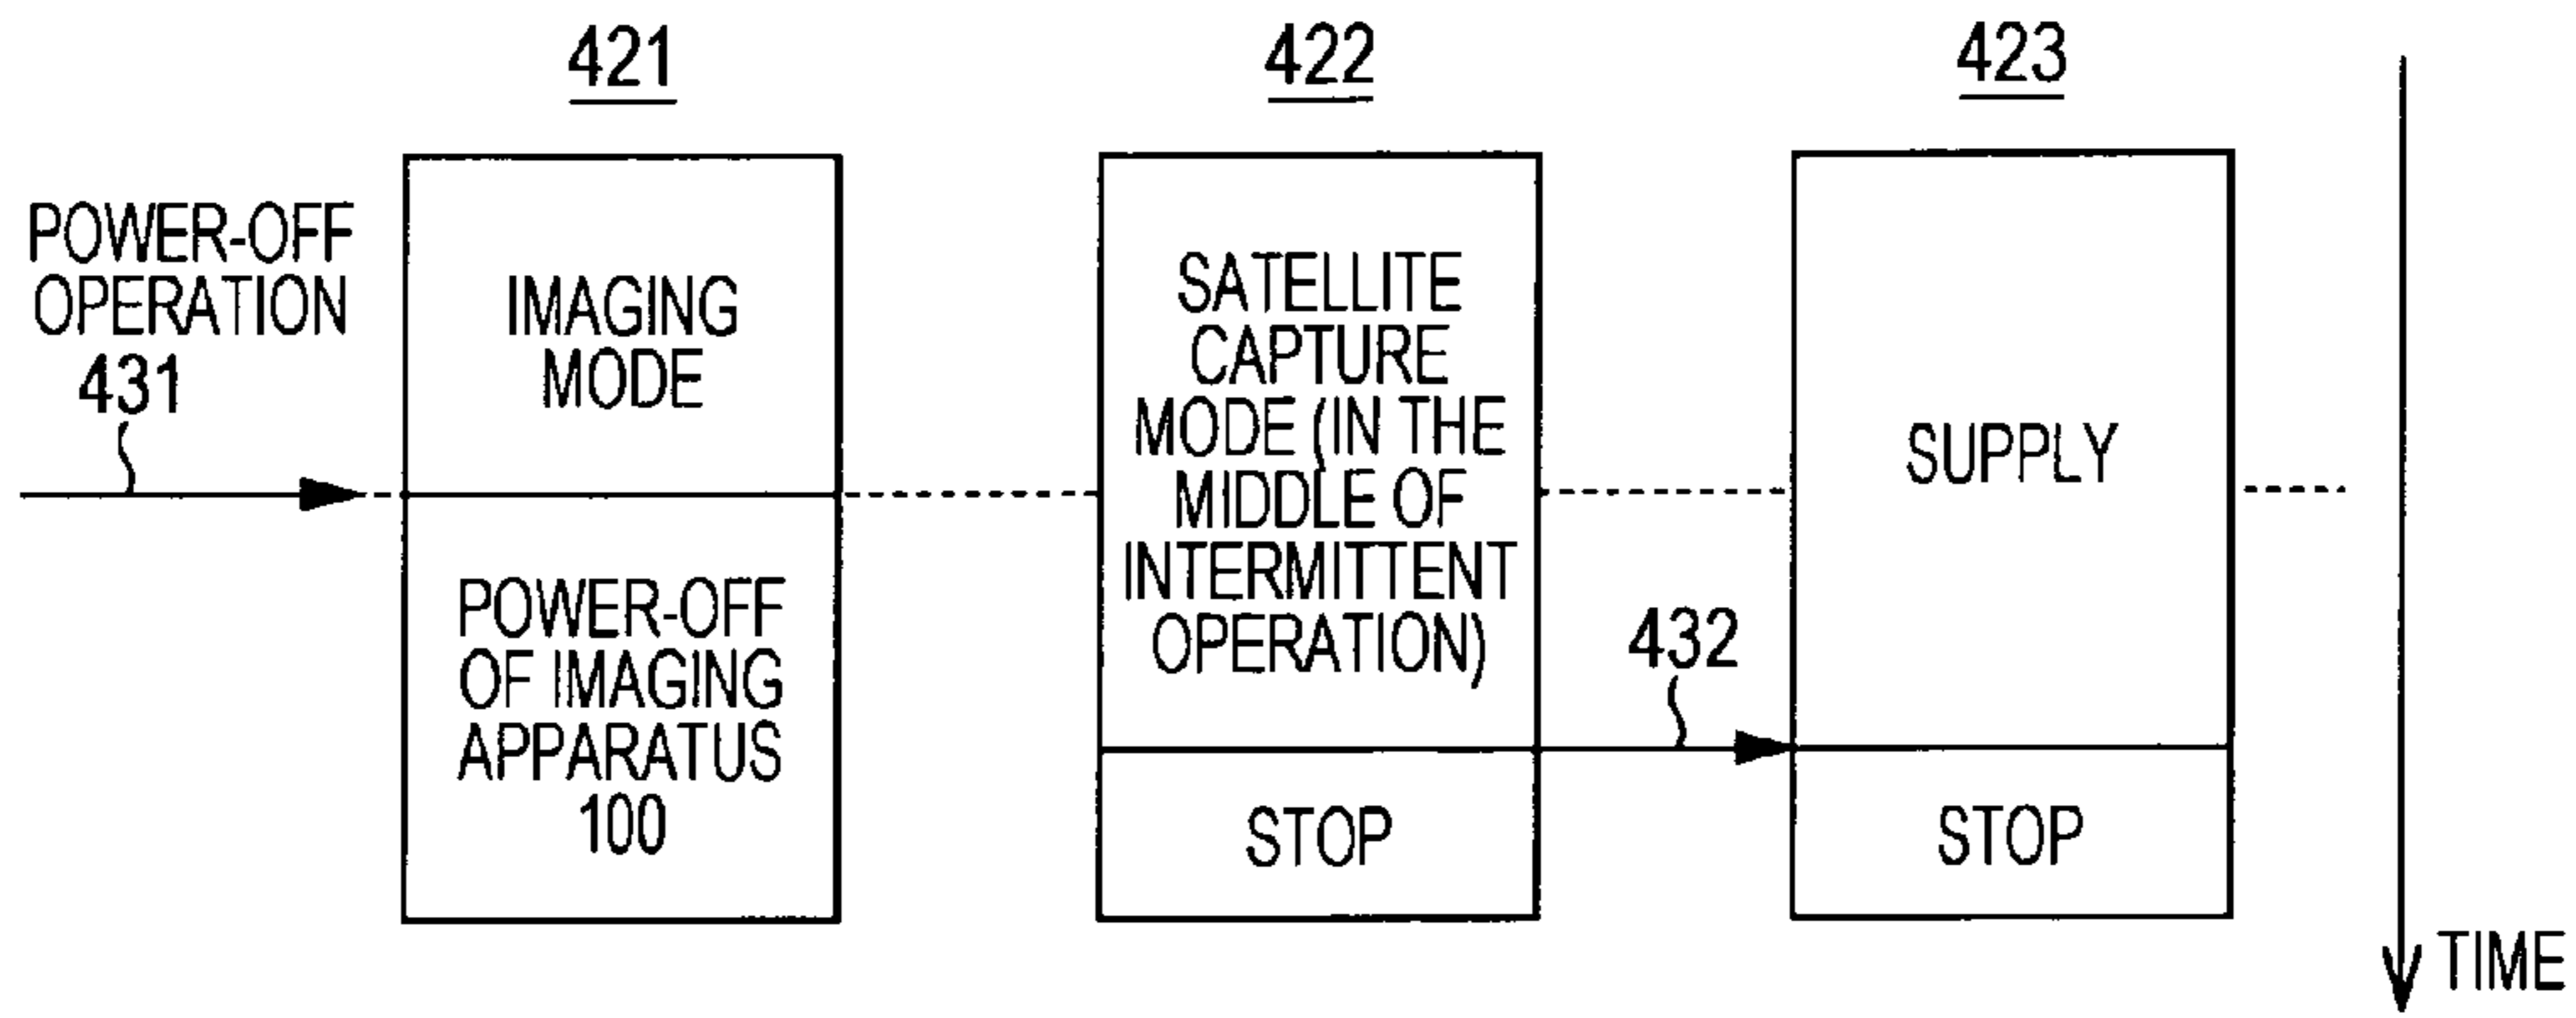 421
422
423
POWER-OFF
OPERATION
431
IMAGING
MODE
POWER-OFF
OF IMAGING
APPARATUS
100
SATELLITE
CAPTURE
MODE (IN THE
MIDDLE OF
INTERMITTENT
OPERATION)
STOP
432
SUPPLY
STOP
TIME